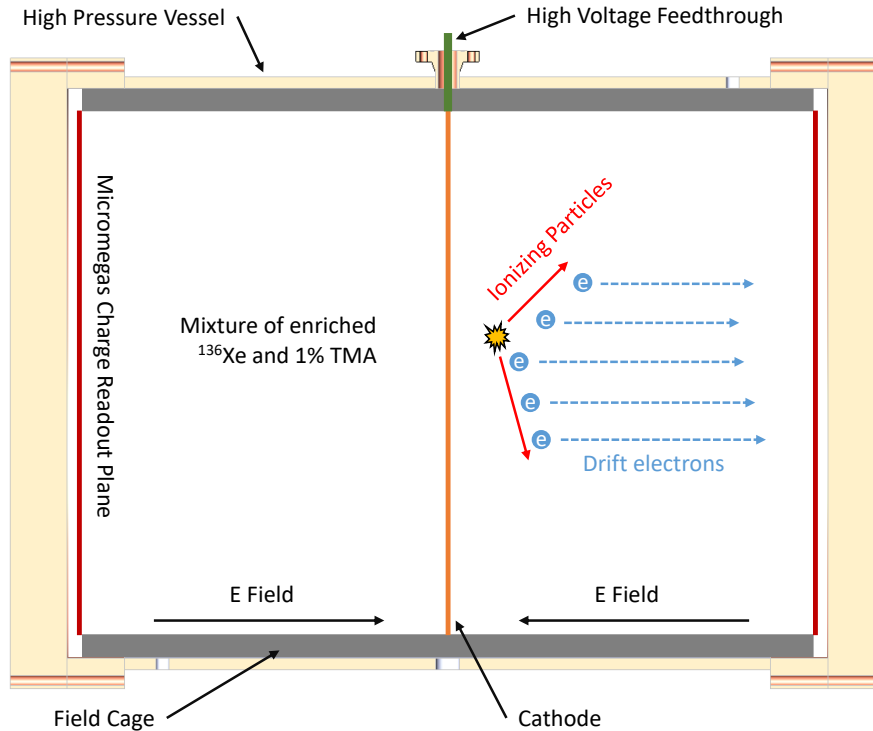 High Pressure Vessel
High Voltage Feedthrough
Micromegas Charge Readout Plane
Ionizing Particles
Mixture of enriched
¹³⁶Xe and 1% TMA
e
e
e
e
e
Drift electrons
E Field
E Field
Field Cage
Cathode